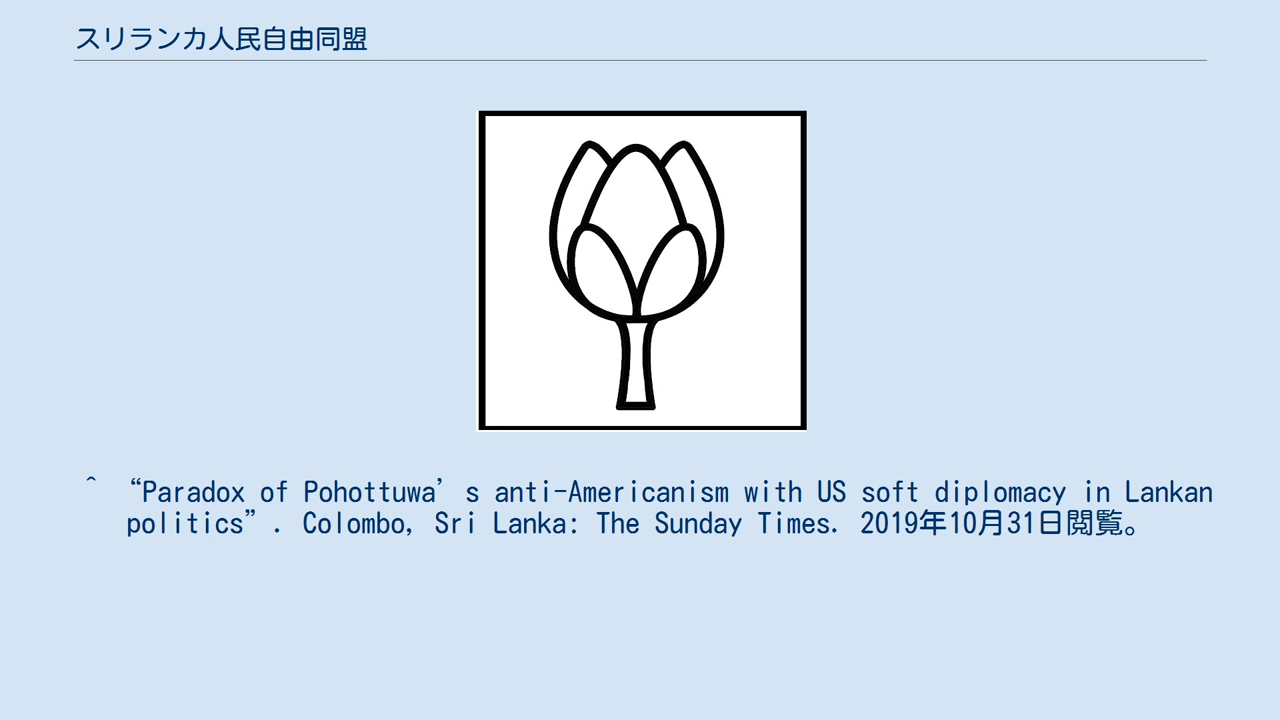 スリランカ人民自由同盟
^ “Paradox of Pohottuwa’s anti-Americanism with US soft diplomacy in Lankan
politics”. Colombo, Sri Lanka: The Sunday Times. 2019年10月31日閲覧。